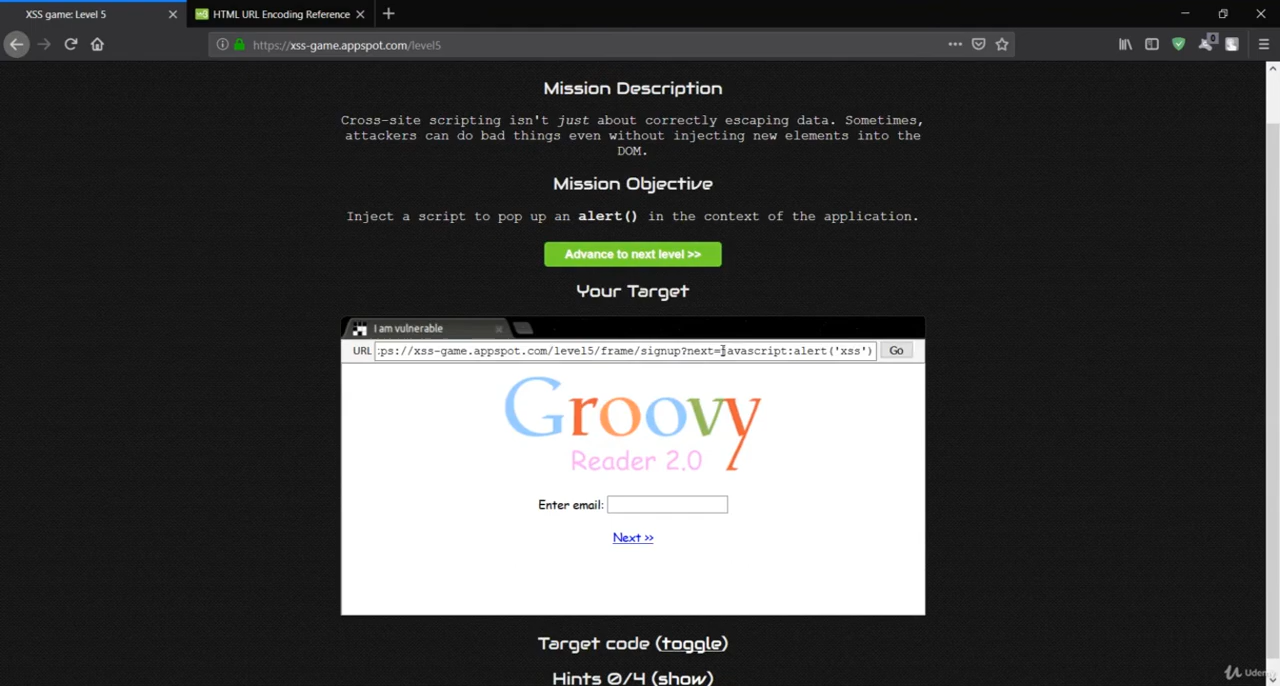 XSS game: Level 5
HTML URL Encoding Reference
https://xss-game.appspot.com/level5
0
Mission Description
Cross-site scripting isn't just about correctly escaping data. Sometimes,
attackers can do bad things even without injecting new elements into the
DOM.
Mission Objective
Inject a script to pop up an alert() in the context of the application.
Advance to next level >>
Your Target
I am vulnerable
URL :ps://xss-game.appspot.com/level5/frame/signup?next=javascript:alert('xss') Go
Groovy
Reader 2.0
Enter email:
Next >>
Target code (toggle)
Hints 0/4 (show)